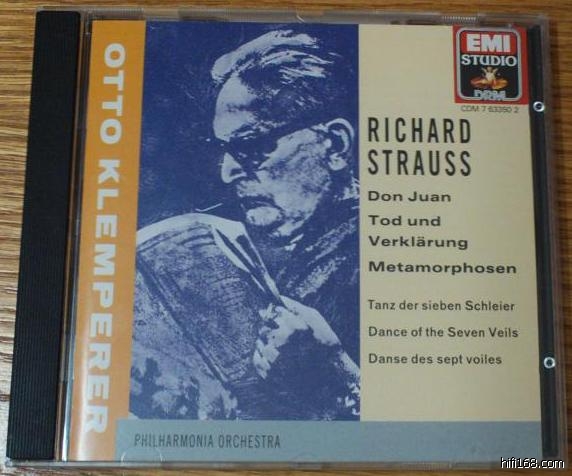 OTTO KLEMPERER
EMI
STUDIO
DRM
CDM 7 63350 2
RICHARD
STRAUSS
Don Juan
Tod und
Verklärung
Metamorphosen
Tanz der sieben Schleier
Dance of the Seven Veils
Danse des sept voiles
PHILHARMONIA ORCHESTRA
hifi168.com